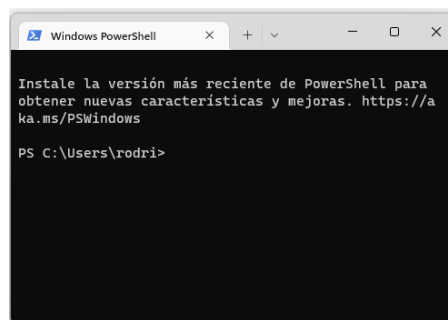 Windows PowerShell
Instale la versión más reciente de PowerShell para
obtener nuevas características y mejoras. https://a
ka.ms/PSWindows
PS C:\Users\rodri>